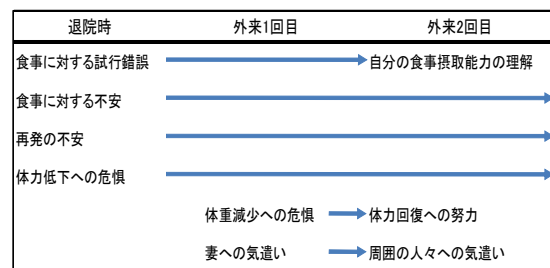 退院時 外来1回目 外来2回目
食事に対する試行錯誤 自分の食事摂取能力の理解
食事に対する不安
再発の不安
体力低下への危惧
体重減少への危惧 体力回復への努力
妻への気遣い 周囲の人々への気遣い